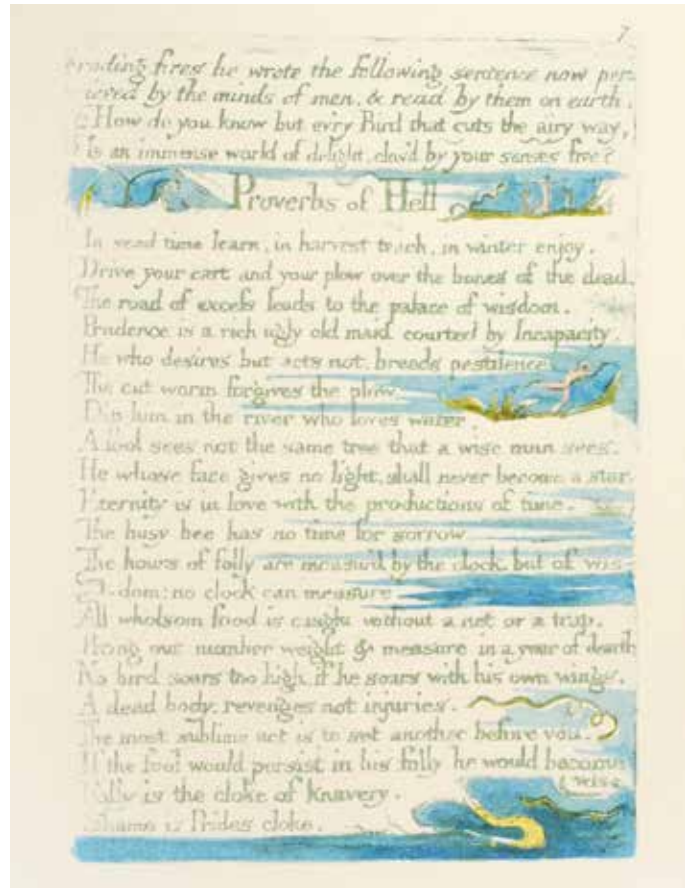 7
roding fires he wrote the following sentence now per=
ceived by the minds of men, & read by them on earth.
How do you know but ev'ry Bird that cuts the airy way,
Is an immense world of delight, clos'd by your senses five?
Proverbs of Hell
In seed time learn, in harvest teach, in winter enjoy.
Drive your cart and your plow over the bones of the dead.
The road of excess leads to the palace of wisdom.
Prudence is a rich ugly old maid courted by Incapacity.
He who desires but acts not, breeds pestilence.
The cut worm forgives the plow.
Dip him in the river who loves water.
A fool sees not the same tree that a wise man sees.
He whose face gives no light, shall never become a star.
Eternity is in love with the productions of time.
The busy bee has no time for sorrow.
The hours of folly are measur'd by the clock, but of wis-
-dom: no clock can measure.
All wholsom food is caught without a net or a trap.
Bring out number weight & measure in a year of dearth.
No bird soars too high, if he soars with his own wings.
A dead body, revenges not injuries.
The most sublime act is to set another before you.
If the fool would persist in his folly he would become
wise
Folly is the cloke of knavery.
Shame is Prides cloke.